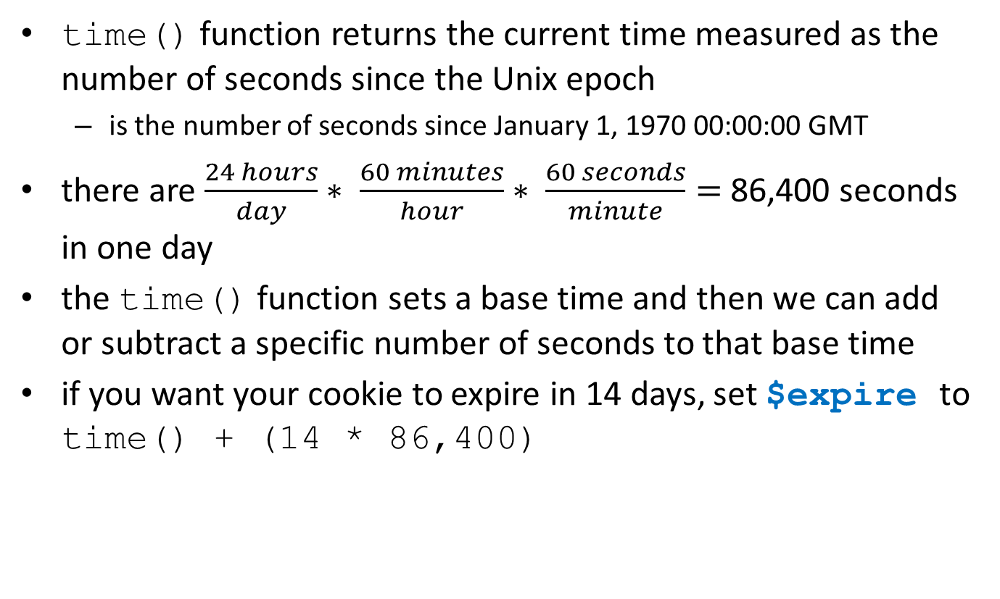 • time() function returns the current time measured as the
number of seconds since the Unix epoch
– is the number of seconds since January 1, 1970 00:00:00 GMT
• there are 24 hours/day * 60 minutes/hour * 60 seconds/minute = 86,400 seconds
in one day
• the time() function sets a base time and then we can add
or subtract a specific number of seconds to that base time
• if you want your cookie to expire in 14 days, set $expire to
time() + (14 * 86,400)